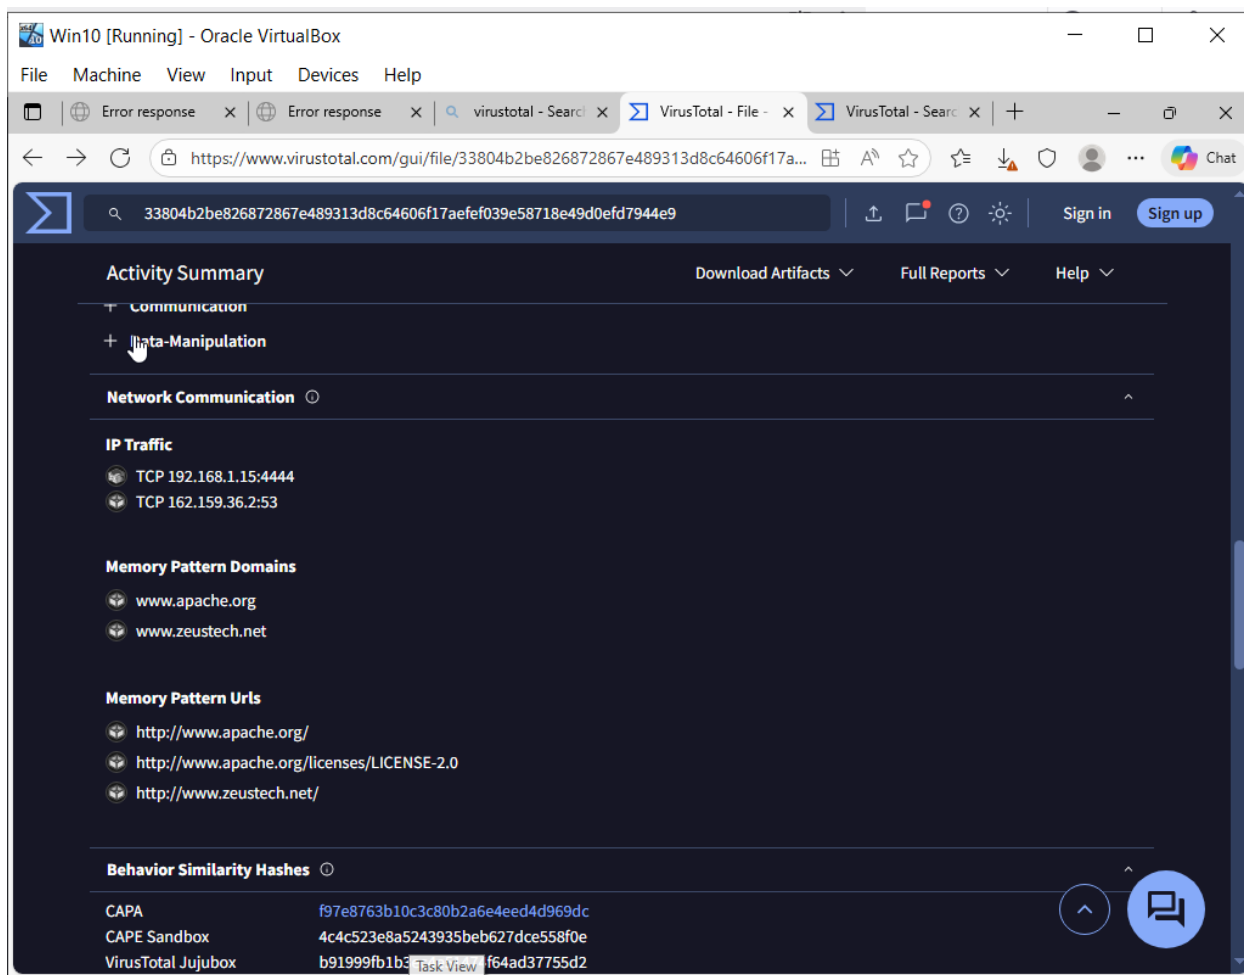 Win10 [Running] - Oracle VirtualBox
File Machine View Input Devices Help
Error response
Error response
virustotal - Searc
VirusTotal - File -
VirusTotal - Searc
https://www.virustotal.com/gui/file/33804b2be826872867e489313d8c64606f17a...
Chat
33804b2be826872867e489313d8c64606f17aefef039e58718e49d0efd7944e9
Sign in
Sign up
Activity Summary
Download Artifacts
Full Reports
Help
Communication
Data-Manipulation
Network Communication
IP Traffic
TCP 192.168.1.15:4444
TCP 162.159.36.2:53
Memory Pattern Domains
www.apache.org
www.zeustech.net
Memory Pattern Urls
http://www.apache.org/
http://www.apache.org/licenses/LICENSE-2.0
http://www.zeustech.net/
Behavior Similarity Hashes
CAPA f97e8763b10c3c80b2a6e4eed4d969dc
CAPE Sandbox 4c4c523e8a5243935beb627dce558f0e
VirusTotal Jujubox
Task View